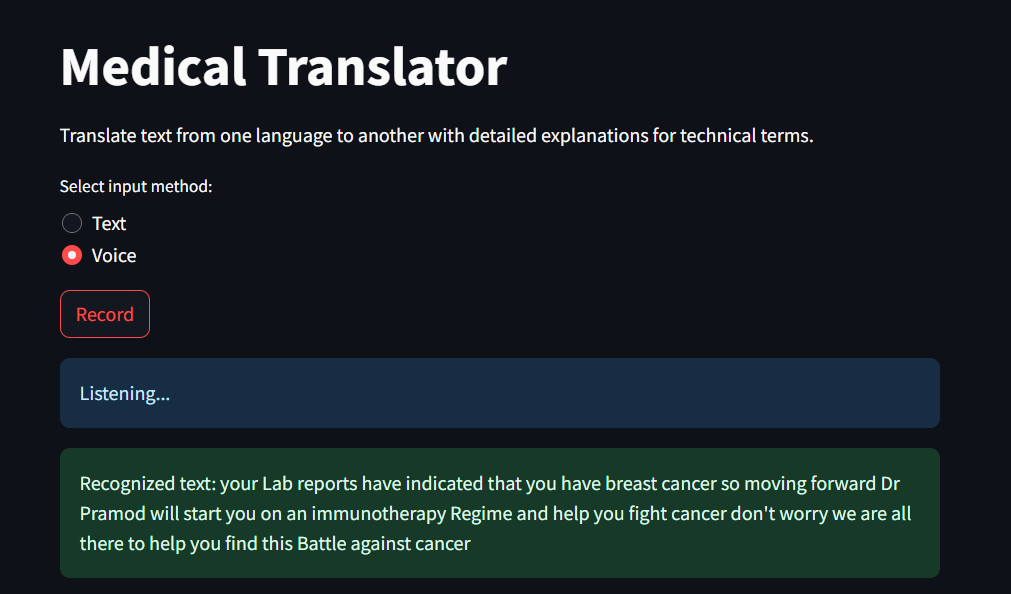 Medical Translator
Translate text from one language to another with detailed explanations for technical terms.
Select input method:
Text
Voice
Record
Listening...
Recognized text: your Lab reports have indicated that you have breast cancer so moving forward Dr
Pramod will start you on an immunotherapy Regime and help you fight cancer don't worry we are all
there to help you find this Battle against cancer